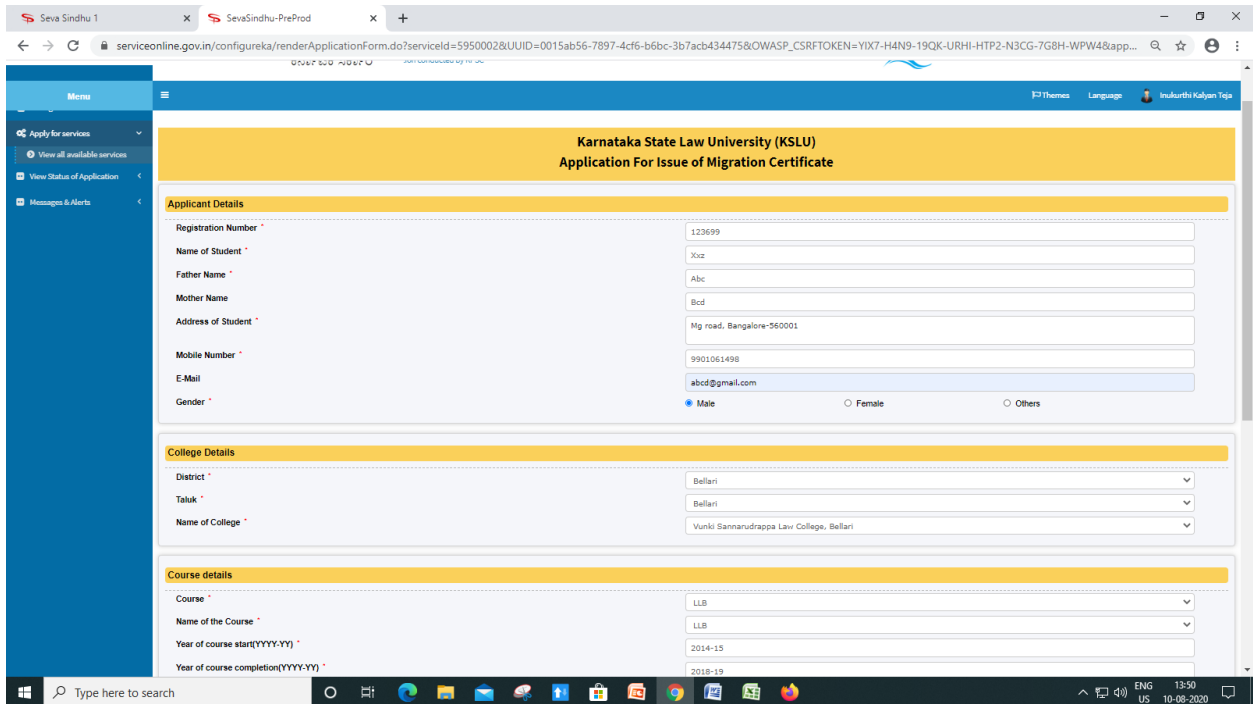 Seva Sindhu 1
SevaSindhu-PreProd
serviceonline.gov.in/configureka/renderApplicationForm.do?serviceId=5950002&UUID=0015ab56-7897-4cf6-b6bc-3b7acb434475&OWASP_CSRFTOKEN=YIX7-H4N9-19QK-URHI-HTP2-N3CG-7G8H-WPW4&app...
Menu
Themes Language Inukurthi Kalyan Teja
Apply for services
View all available services
View Status of Application
Messages & Alerts
Karnataka State Law University (KSLU)
Application For Issue of Migration Certificate
Applicant Details
Registration Number * 123699
Name of Student * Xxz
Father Name * Abc
Mother Name Bcd
Address of Student * Mg road, Bangalore-560001
Mobile Number * 9901061498
E-Mail abcd@gmail.com
Gender * Male Female Others
College Details
District * Bellari
Taluk * Bellari
Name of College * Vunki Sannarudrappa Law College, Bellari
Course details
Course * LLB
Name of the Course * LLB
Year of course start(YYYY-YY) * 2014-15
Year of course completion(YYYY-YY) * 2018-19
Type here to search
ENG 13:50
US 10-08-2020